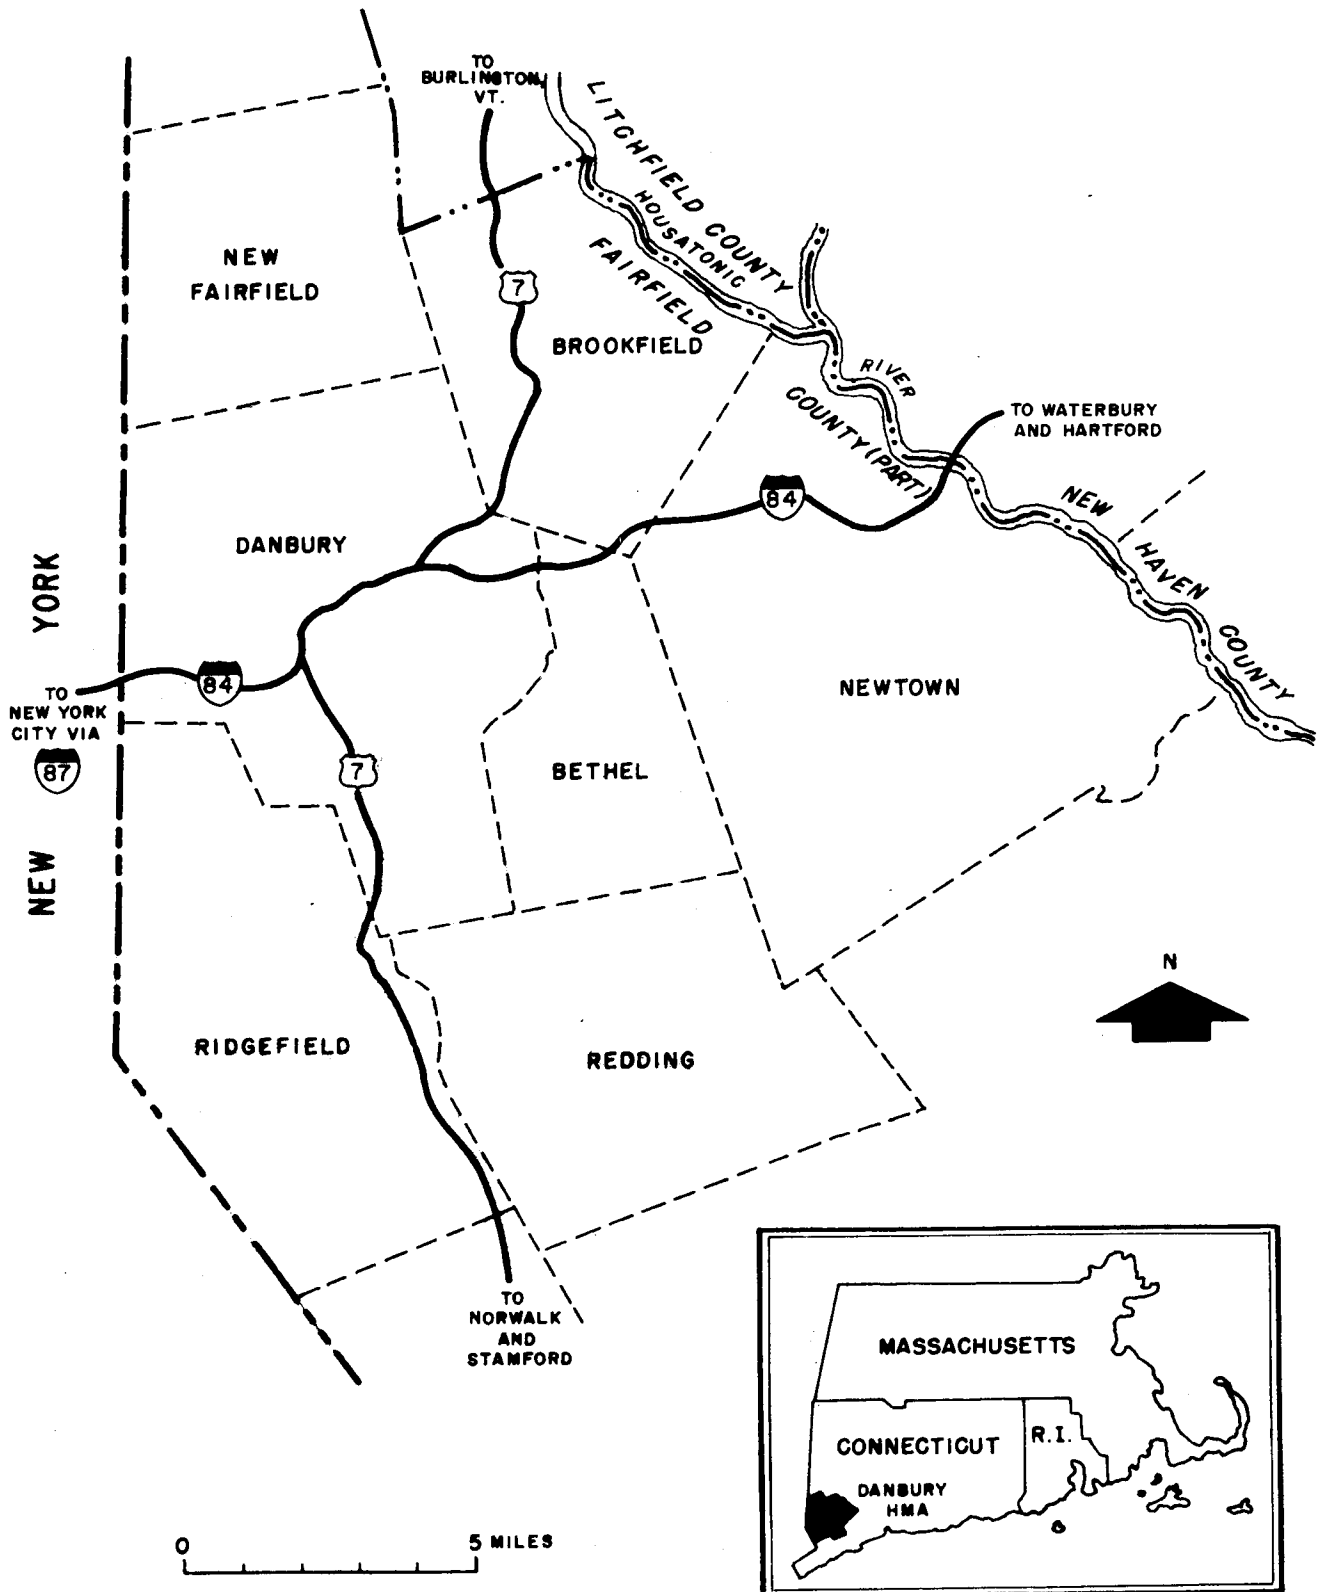 TO
BURLINGTON,
VT.
LITCHFIELD COUNTY
HOUSATONIC
FAIRFIELD
NEW
FAIRFIELD
7
BROOKFIELD
RIVER
COUNTY (PART)
TO WATERBURY
AND HARTFORD
84
NEW
HAVEN
COUNTY
DANBURY
NEW YORK
84
TO
NEW YORK
CITY VIA
87
NEWTOWN
7
BETHEL
N
RIDGEFIELD
REDDING
TO
NORWALK
AND
STAMFORD
MASSACHUSETTS
CONNECTICUT
R.I.
DANBURY
HMA
0 5 MILES